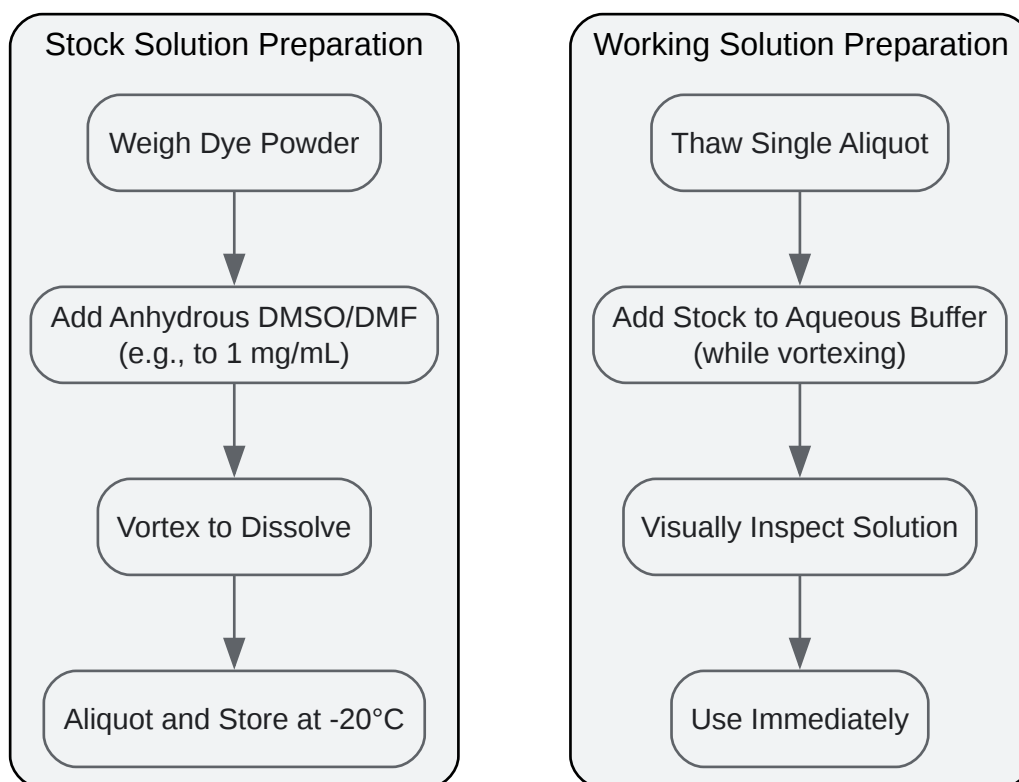 Stock Solution Preparation
Weigh Dye Powder
Add Anhydrous DMSO/DMF
(e.g., to 1 mg/mL)
Vortex to Dissolve
Aliquot and Store at -20°C
Working Solution Preparation
Thaw Single Aliquot
Add Stock to Aqueous Buffer
(while vortexing)
Visually Inspect Solution
Use Immediately